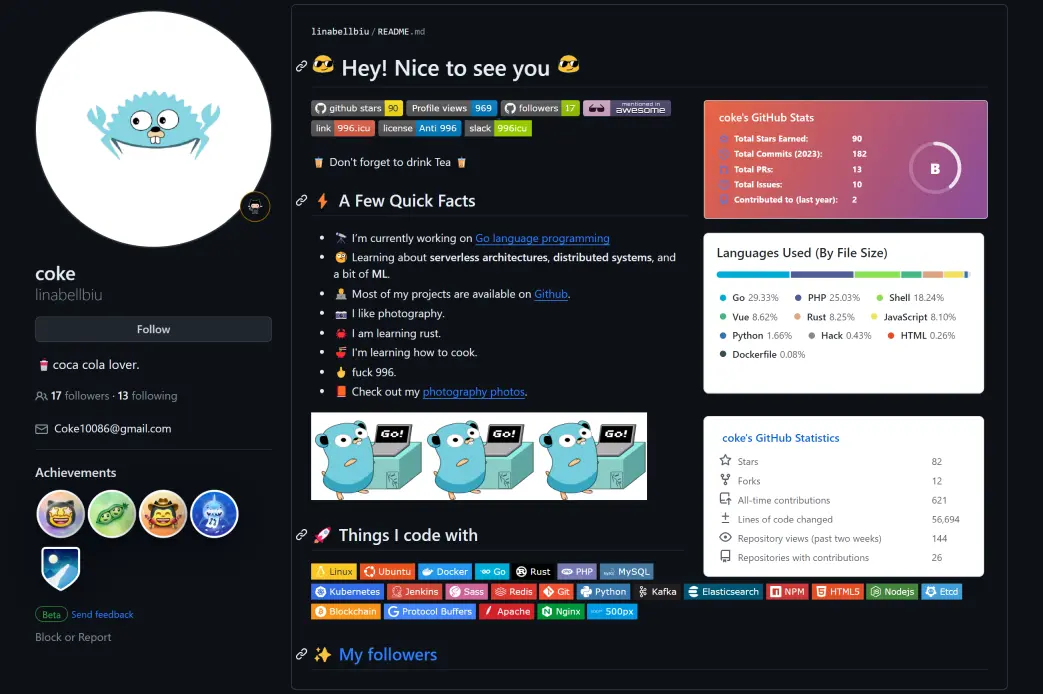 coke
linabellbiu
Follow
coca cola lover.
17 followers · 13 following
Coke10086@gmail.com
Achievements
Beta Send feedback
Block or Report
linabellbiu/README.md
Hey! Nice to see you
github stars 90 Profile views 969 followers 17 mentioned in awesome
link 996.icu license Anti 996 slack 996icu
Don't forget to drink Tea
A Few Quick Facts
I'm currently working on Go language programming
Learning about serverless architectures, distributed systems, and
a bit of ML.
Most of my projects are available on Github.
I like photography.
I am learning rust.
I'm learning how to cook.
fuck 996.
Check out my photography photos.
Go! Go! Go!
coke's GitHub Stats
Total Stars Earned: 90
Total Commits (2023): 182
Total PRs: 13
Total Issues: 10
Contributed to (last year): 2
B
Languages Used (By File Size)
Go 29.33% PHP 25.03% Shell 18.24%
Vue 8.62% Rust 8.25% JavaScript 8.10%
Python 1.66% Hack 0.43% HTML 0.26%
Dockerfile 0.08%
coke's GitHub Statistics
Stars 82
Forks 12
All-time contributions 621
Lines of code changed 56,694
Repository views (past two weeks) 144
Repositories with contributions 26
Things I code with
Linux Ubuntu Docker Go Rust PHP MySQL
Kubernetes Jenkins Sass Redis Git Python Kafka Elasticsearch NPM HTML5 Nodejs Etcd
Blockchain Protocol Buffers Apache Nginx 500px
My followers